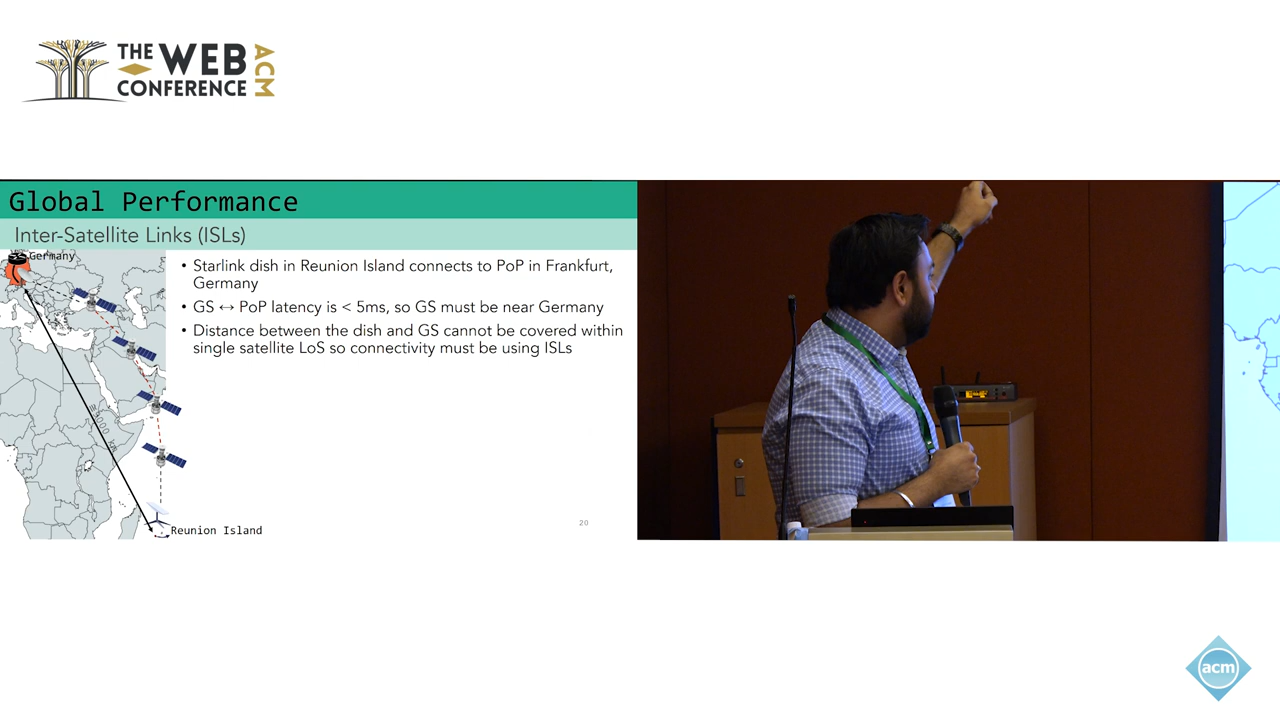 THE WEB
CONFERENCE
ACM
Global Performance
Inter-Satellite Links (ISLs)
Germany
• Starlink dish in Reunion Island connects to PoP in Frankfurt,
Germany
• GS ↔ PoP latency is < 5ms, so GS must be near Germany
• Distance between the dish and GS cannot be covered within
single satellite LoS so connectivity must be using ISLs
Reunion Island
20
acm